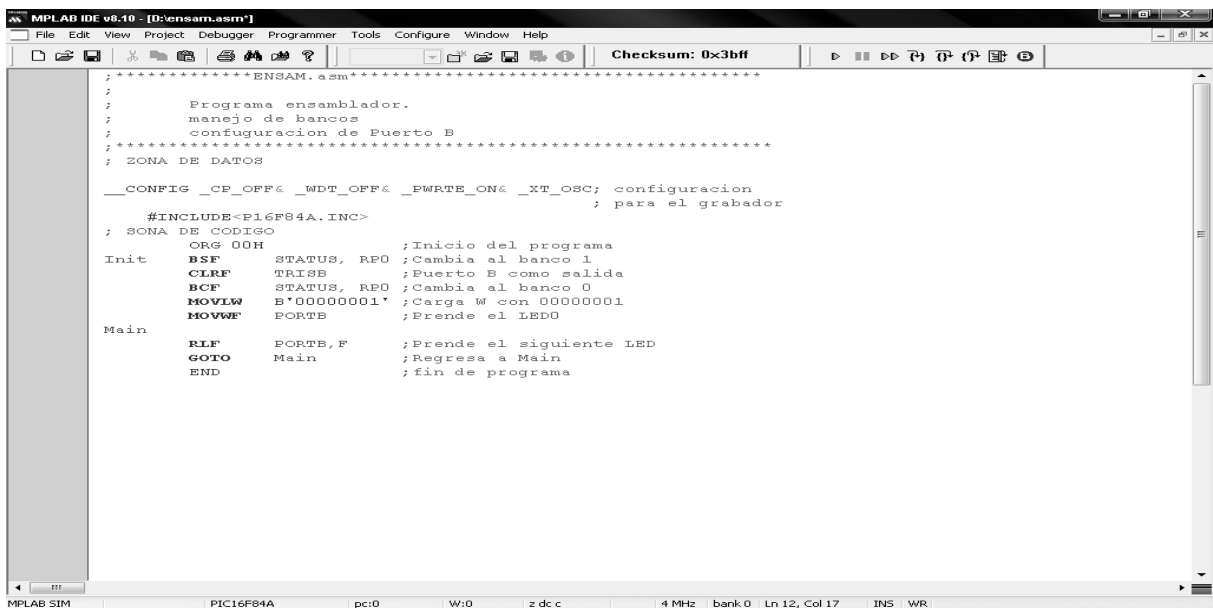 MPLAB IDE v8.10 - [D:\ensam.asm*]
File Edit View Project Debugger Programmer Tools Configure Window Help
Checksum: 0x3bff
;*************ENSAM.asm***************************************
;
; Programa ensamblador.
; manejo de bancos
; confuguracion de Puerto B
;**************************************************************
; ZONA DE DATOS
__CONFIG _CP_OFF& _WDT_OFF& _PWRTE_ON& _XT_OSC; configuracion
; para el grabador
#INCLUDE<P16F84A.INC>
; SONA DE CODIGO
ORG 00H ;Inicio del programa
Init BSF STATUS, RP0 ;Cambia al banco 1
CLRF TRISB ;Puerto B como salida
BCF STATUS, RP0 ;Cambia al banco 0
MOVLW B'00000001' ;Carga W con 00000001
MOVWF PORTB ;Prende el LED0
Main
RLF PORTB,F ;Prende el siguiente LED
GOTO Main ;Regresa a Main
END ;fin de programa
MPLAB SIM PIC16F84A pc:0 W:0 z dc c 4 MHz bank 0 Ln 12, Col 17 INS WR